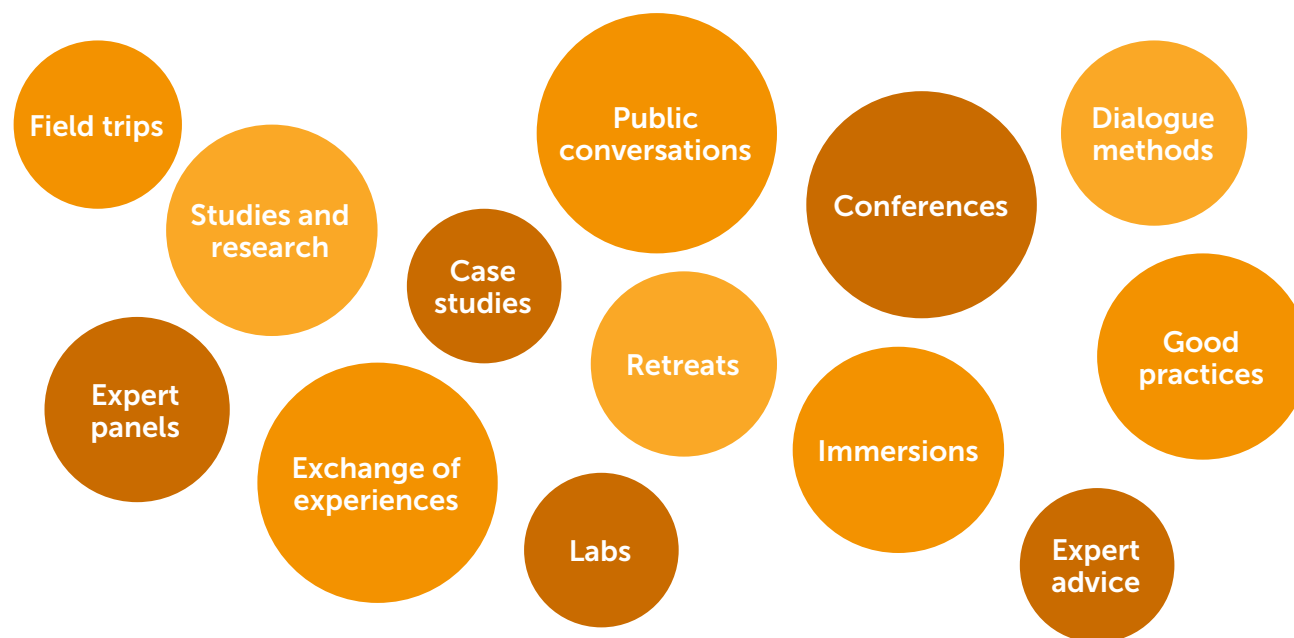 Field trips
Studies and
research
Public
conversations
Conferences
Dialogue
methods
Case
studies
Retreats
Good
practices
Expert
panels
Exchange of
experiences
Immersions
Labs
Expert
advice